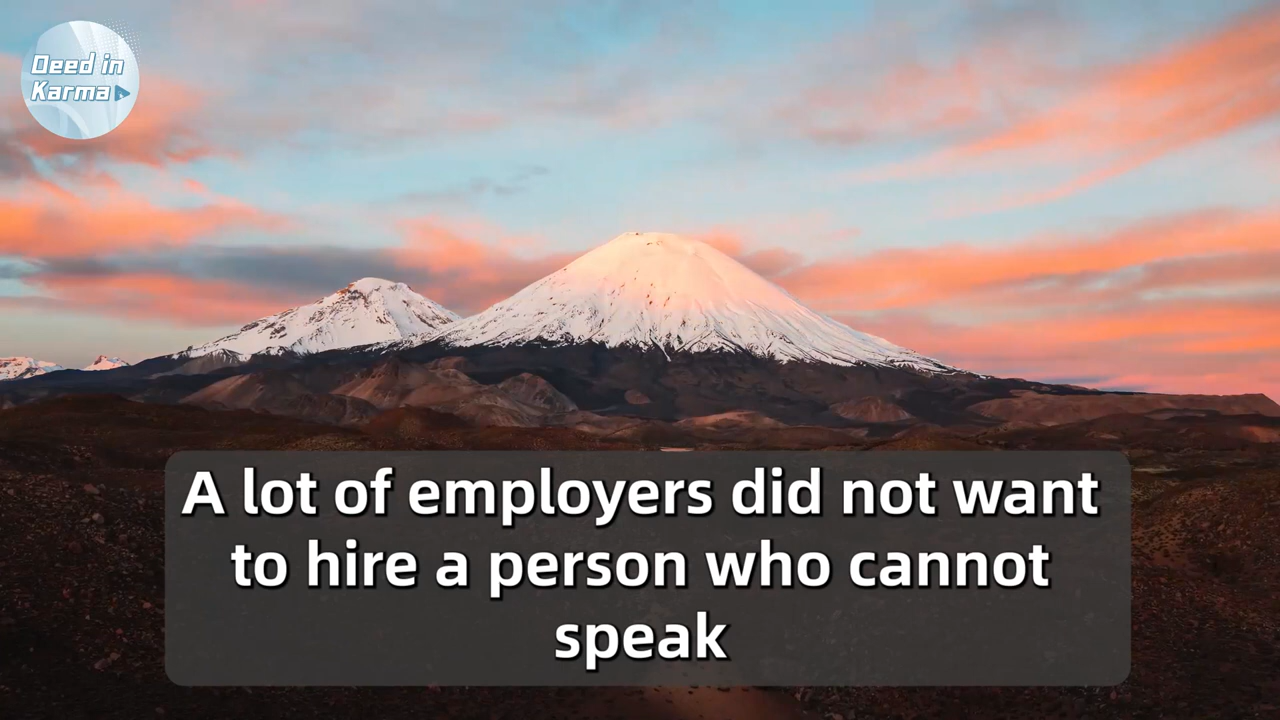 Deed in
Karma
A lot of employers did not want
to hire a person who cannot
speak